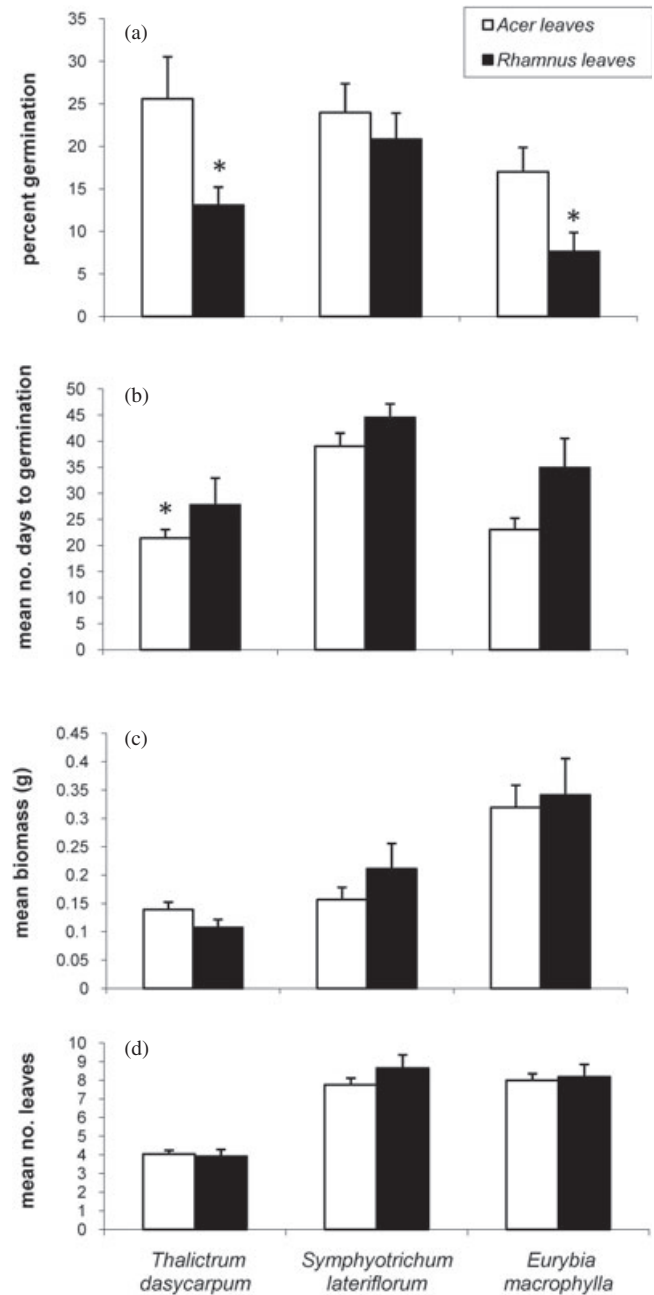 (a)
Acer leaves
Rhamnus leaves
percent germination
35
30
25
20
15
10
5
0
*
*
(b)
mean no. days to germination
50
45
40
35
30
25
20
15
10
5
0
*
(c)
mean biomass (g)
0.45
0.4
0.35
0.3
0.25
0.2
0.15
0.1
0.05
0
(d)
mean no. leaves
10
9
8
7
6
5
4
3
2
1
0
Thalictrum
dasycarpum
Symphyotrichum
lateriflorum
Eurybia
macrophylla